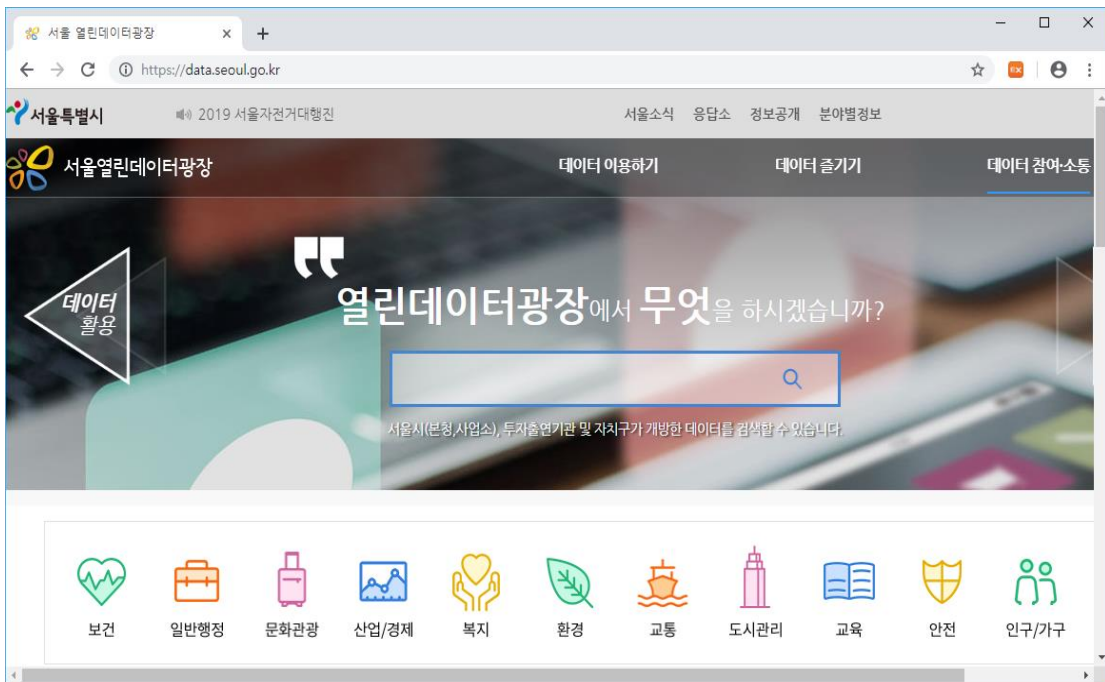 서울 열린데이터광장
https://data.seoul.go.kr
서울특별시 2019 서울자전거대행진 서울소식 응답소 정보공개 분야별정보
서울열린데이터광장 데이터 이용하기 데이터 즐기기 데이터 참여·소통
데이터
활용
열린데이터광장에서 무엇을 하시겠습니까?
서울시(본청,사업소), 투자출연기관 및 자치구가 개방한 데이터를 검색할 수 있습니다.
보건 일반행정 문화관광 산업/경제 복지 환경 교통 도시관리 교육 안전 인구/가구